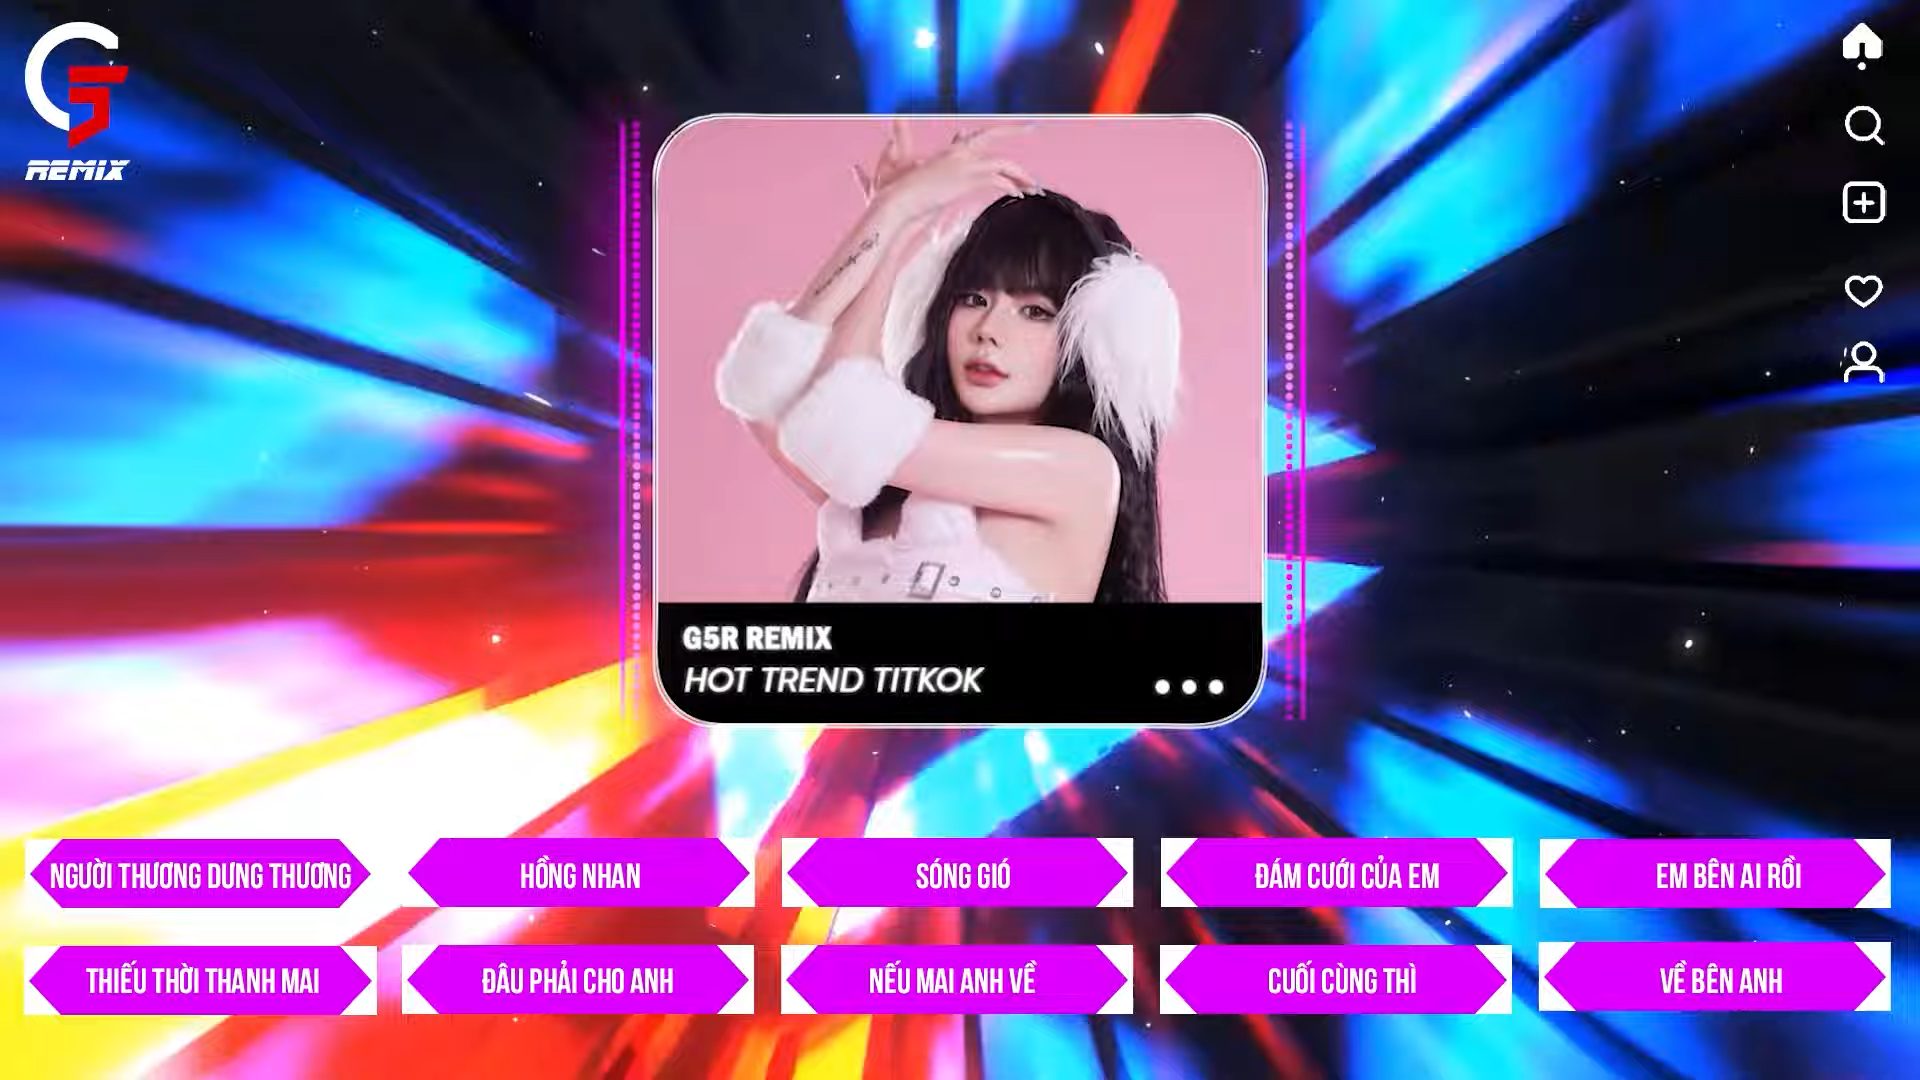 G5
REMIX
G5R REMIX
HOT TREND TITKOK
NGƯỜI THƯƠNG DƯNG THƯƠNG
HỒNG NHAN
SÓNG GIÓ
ĐÁM CƯỚI CỦA EM
EM BÊN AI RỒI
THIẾU THỜI THANH MAI
ĐÂU PHẢI CHO ANH
NẾU MAI ANH VỀ
CUỐI CÙNG THÌ
VỀ BÊN ANH